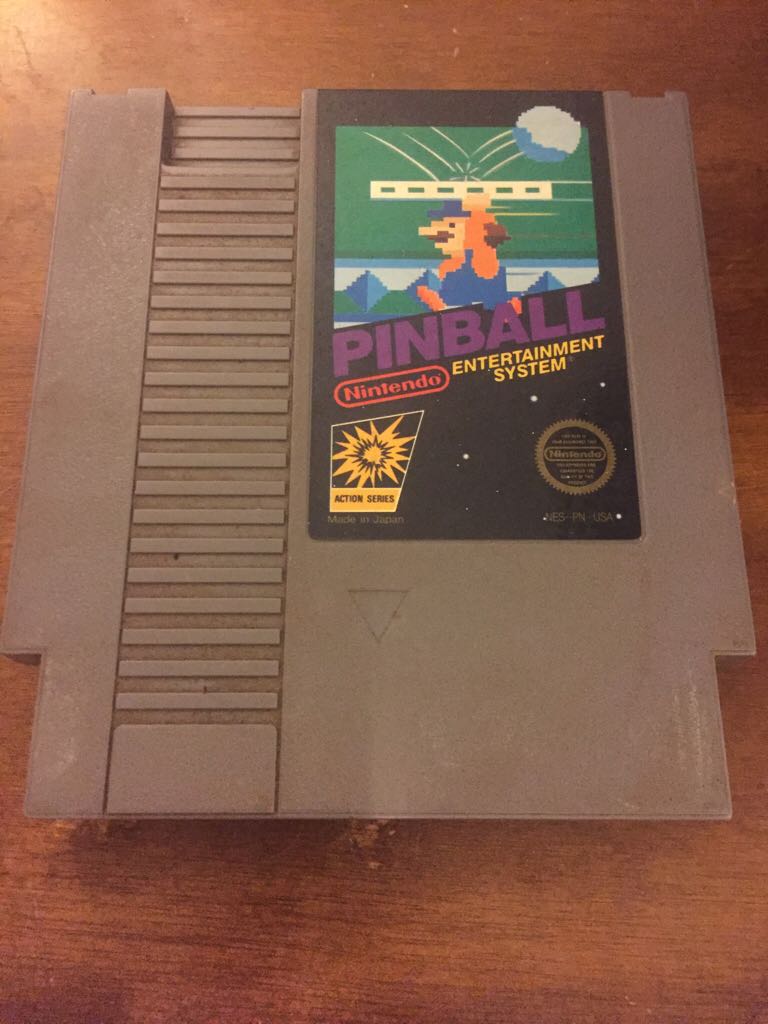 PINBALL
Nintendo®
ENTERTAINMENT
SYSTEM®
Nintendo
ACTION SERIES
Made in Japan
NES-PN-USA